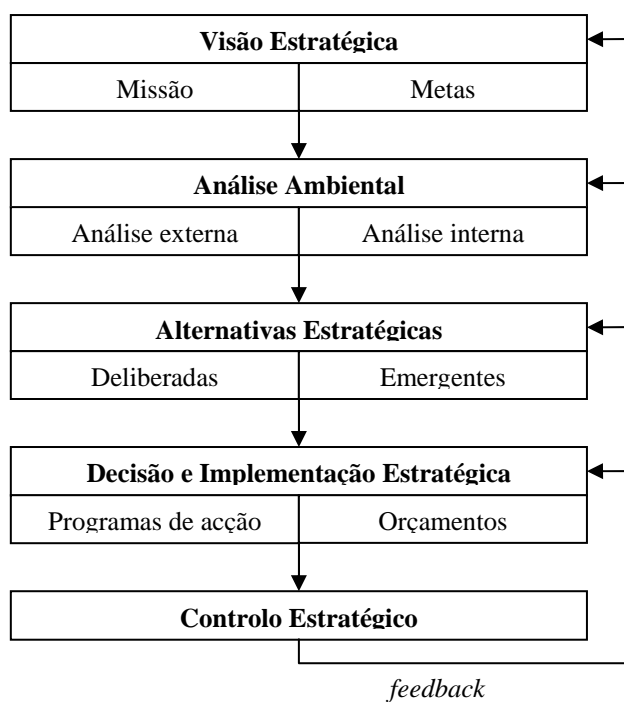 Visão Estratégica
Missão Metas
Análise Ambiental
Análise externa Análise interna
Alternativas Estratégicas
Deliberadas Emergentes
Decisão e Implementação Estratégica
Programas de acção Orçamentos
Controlo Estratégico
feedback